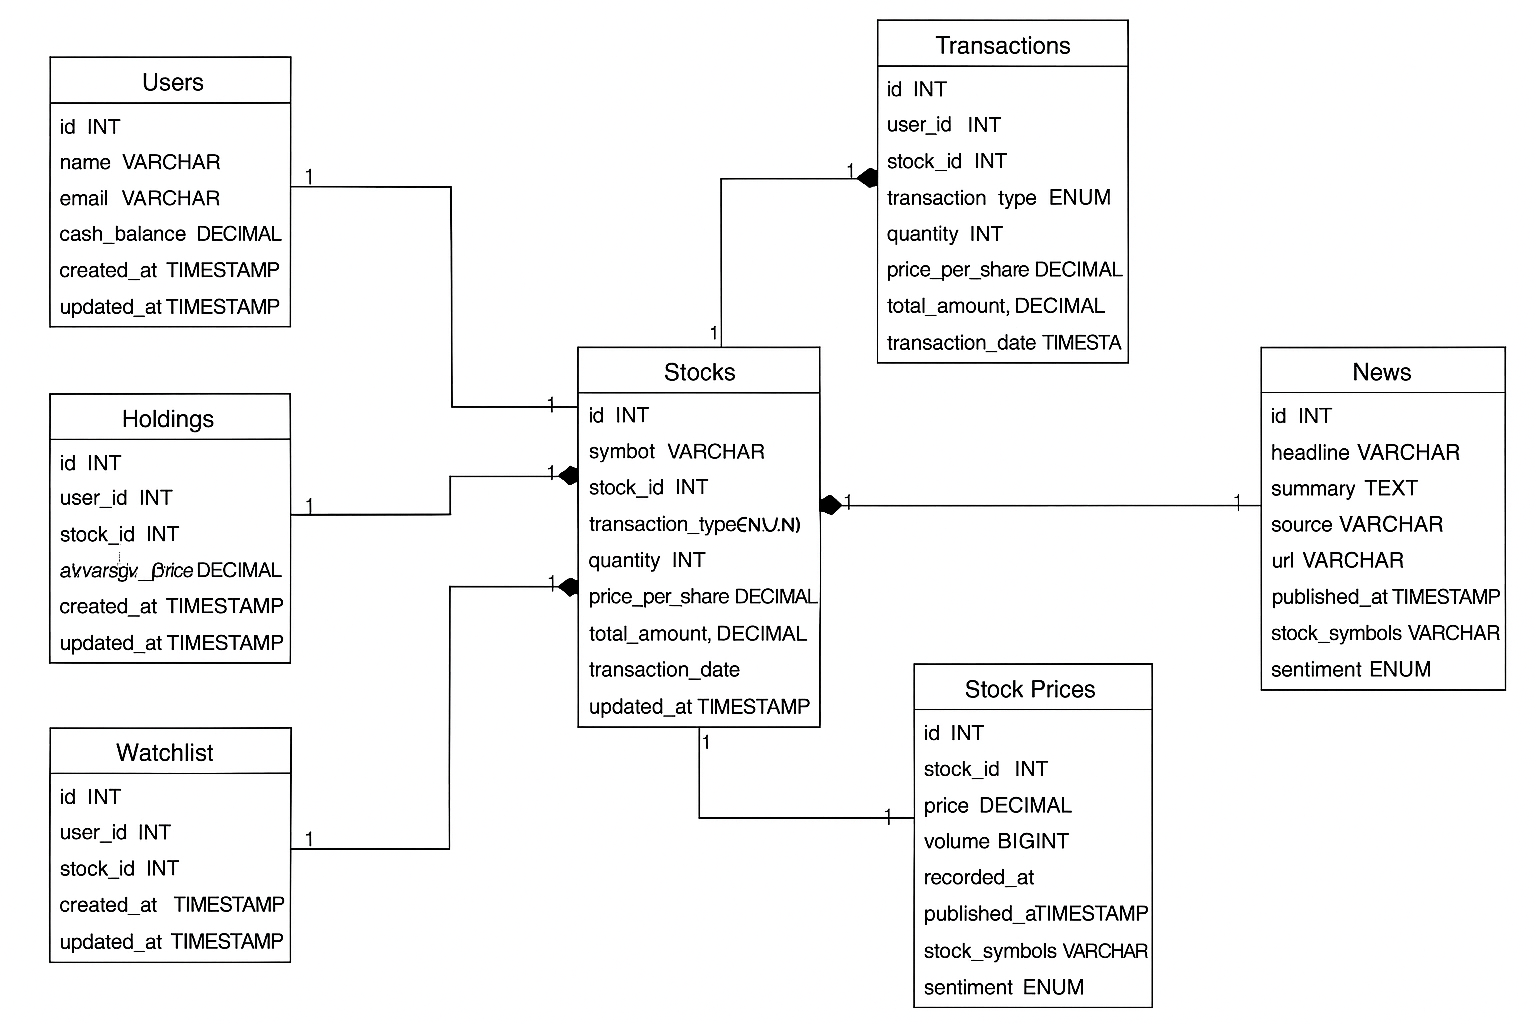 Users
id INT
name VARCHAR
email VARCHAR
cash_balance DECIMAL
created_at TIMESTAMP
updated_at TIMESTAMP
1
Holdings
id INT
user_id INT
stock_id INT
DECIMAL
created_at TIMESTAMP
updated_at TIMESTAMP
1
Watchlist
id INT
user_id INT
stock_id INT
created_at TIMESTAMP
updated_at TIMESTAMP
1
1
1
1
1
Stocks
id INT
symbot VARCHAR
stock_id INT
transaction_type
quantity INT
price_per_share DECIMAL
total_amount, DECIMAL
transaction_date
updated_at TIMESTAMP
1
1
1
Transactions
id INT
user_id INT
stock_id INT
transaction type ENUM
quantity INT
price_per_share DECIMAL
total_amount, DECIMAL
transaction_date TIMESTA
1
1
News
id INT
headline VARCHAR
summary TEXT
source VARCHAR
url VARCHAR
published_at TIMESTAMP
stock_symbols VARCHAR
sentiment ENUM
1
Stock Prices
id INT
stock_id INT
price DECIMAL
volume BIGINT
recorded_at
published_aTIMESTAMP
stock_symbols VARCHAR
sentiment ENUM